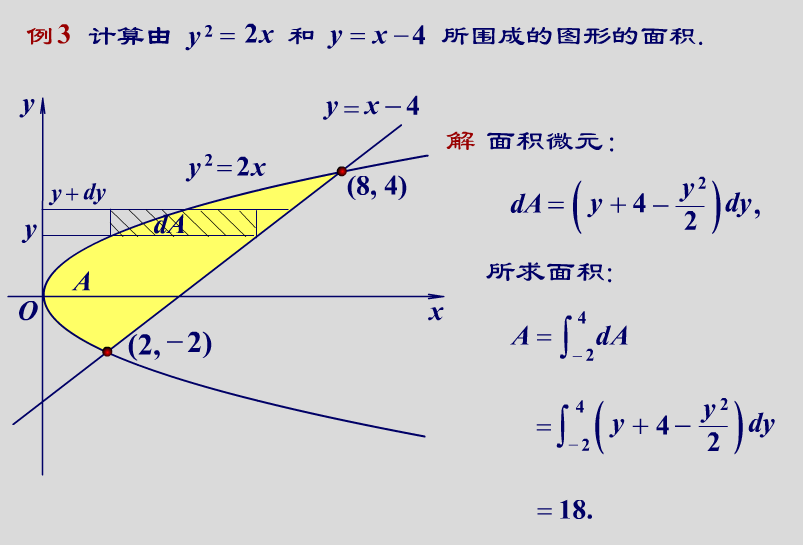 例3 计算由 y² = 2x 和 y = x − 4 所围成的图形的面积.
y
y = x − 4
解 面积微元:
y² = 2x
(8, 4)
y + dy
dA = ( y + 4 − y²/2 ) dy,
y
dA
所求面积:
A
O
x
A = ∫₋₂⁴ dA
(2, −2)
= ∫₋₂⁴ ( y + 4 − y²/2 ) dy
= 18.